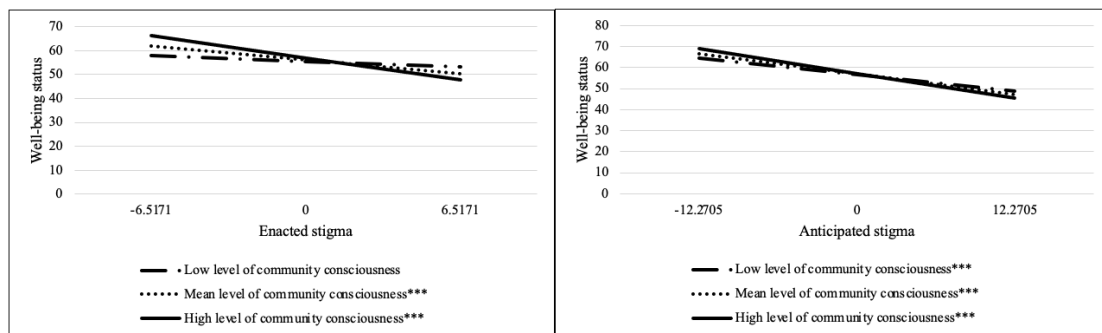 70
60
50
40
30
20
10
0
Well-being status
-6.5171 0 6.5171
Enacted stigma
Low level of community consciousness
Mean level of community consciousness***
High level of community consciousness***
80
70
60
50
40
30
20
10
0
Well-being status
-12.2705 0 12.2705
Anticipated stigma
Low level of community consciousness***
Mean level of community consciousness***
High level of community consciousness***